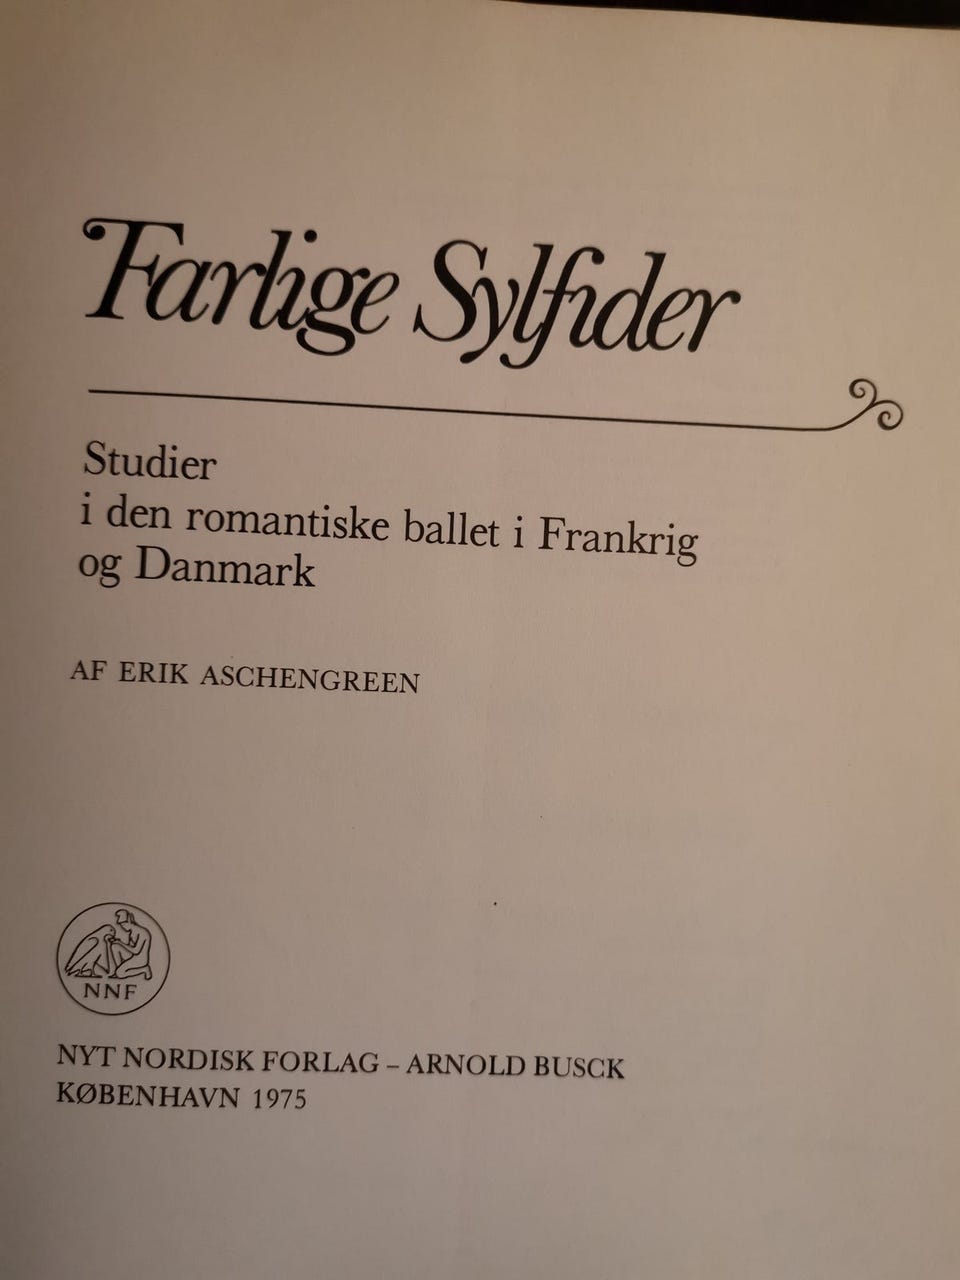 Farlige Sylfider
Studier
i den romantiske ballet i Frankrig
og Danmark
AF ERIK ASCHENGREEN
NNF
NYT NORDISK FORLAG – ARNOLD BUSCK
KØBENHAVN 1975